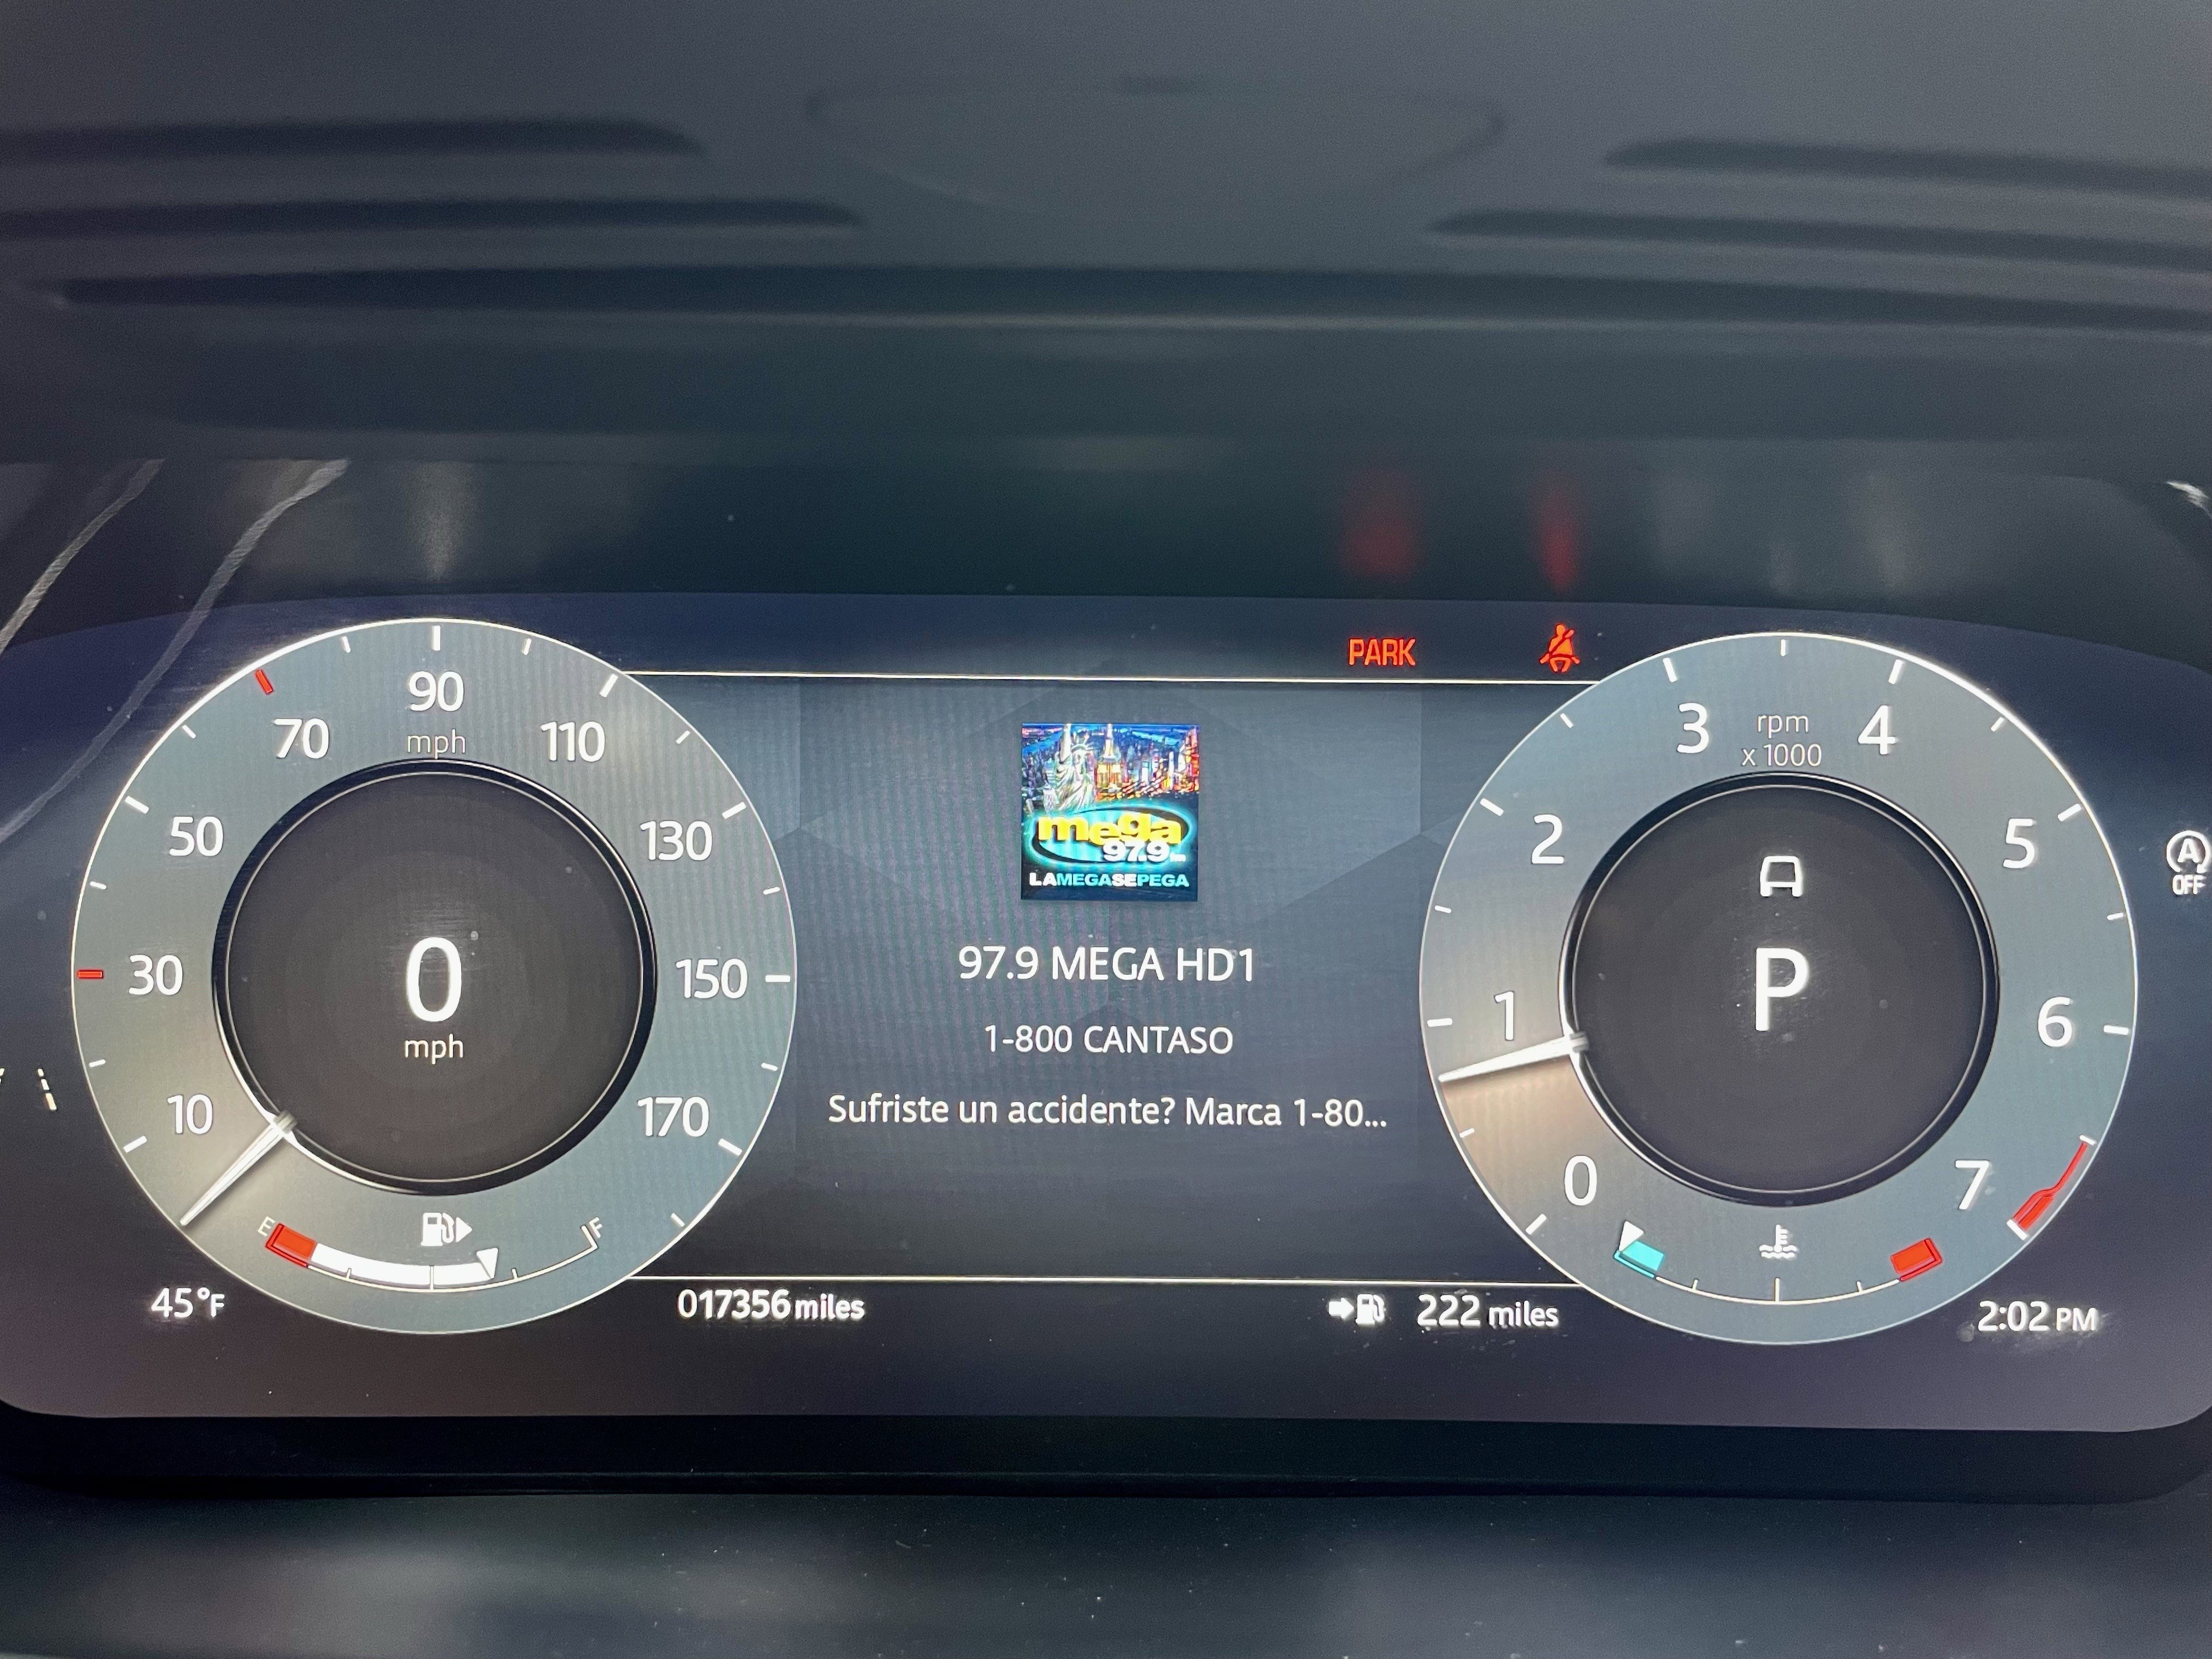 PARK
90
70
mph
110
50
130
30
150
0
mph
10
170
E
F
45°F
017356 miles
mega
97.9
LAMEGASEPEGA
97.9 MEGA HD1
1-800 CANTASO
Sufriste un accidente? Marca 1-80...
222 miles
3
rpm
x 1000
4
2
5
1
P
6
0
7
2:02 PM
A
OFF